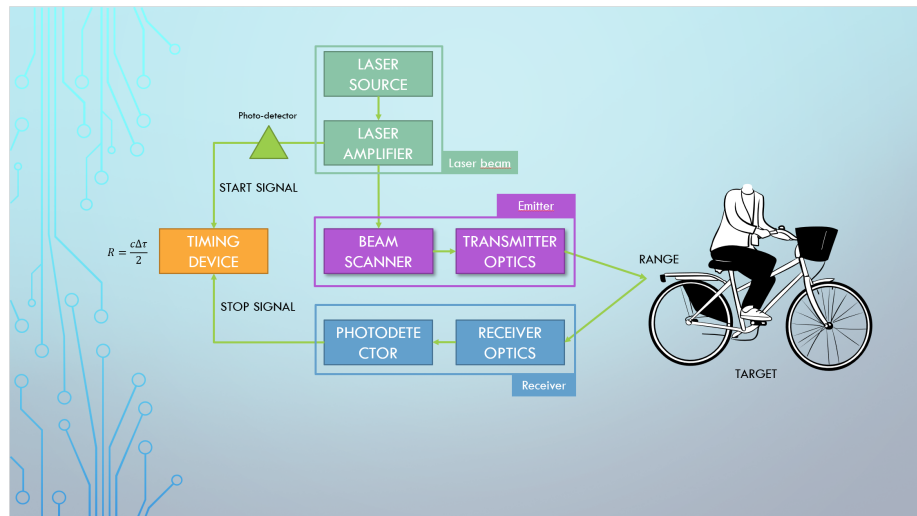 LASER
SOURCE
Photo-detector
LASER
AMPLIFIER
Laser beam
START SIGNAL
Emitter
R = cΔτ/2
TIMING
DEVICE
BEAM
SCANNER
TRANSMITTER
OPTICS
RANGE
STOP SIGNAL
PHOTODETE
CTOR
RECEIVER
OPTICS
Receiver
TARGET